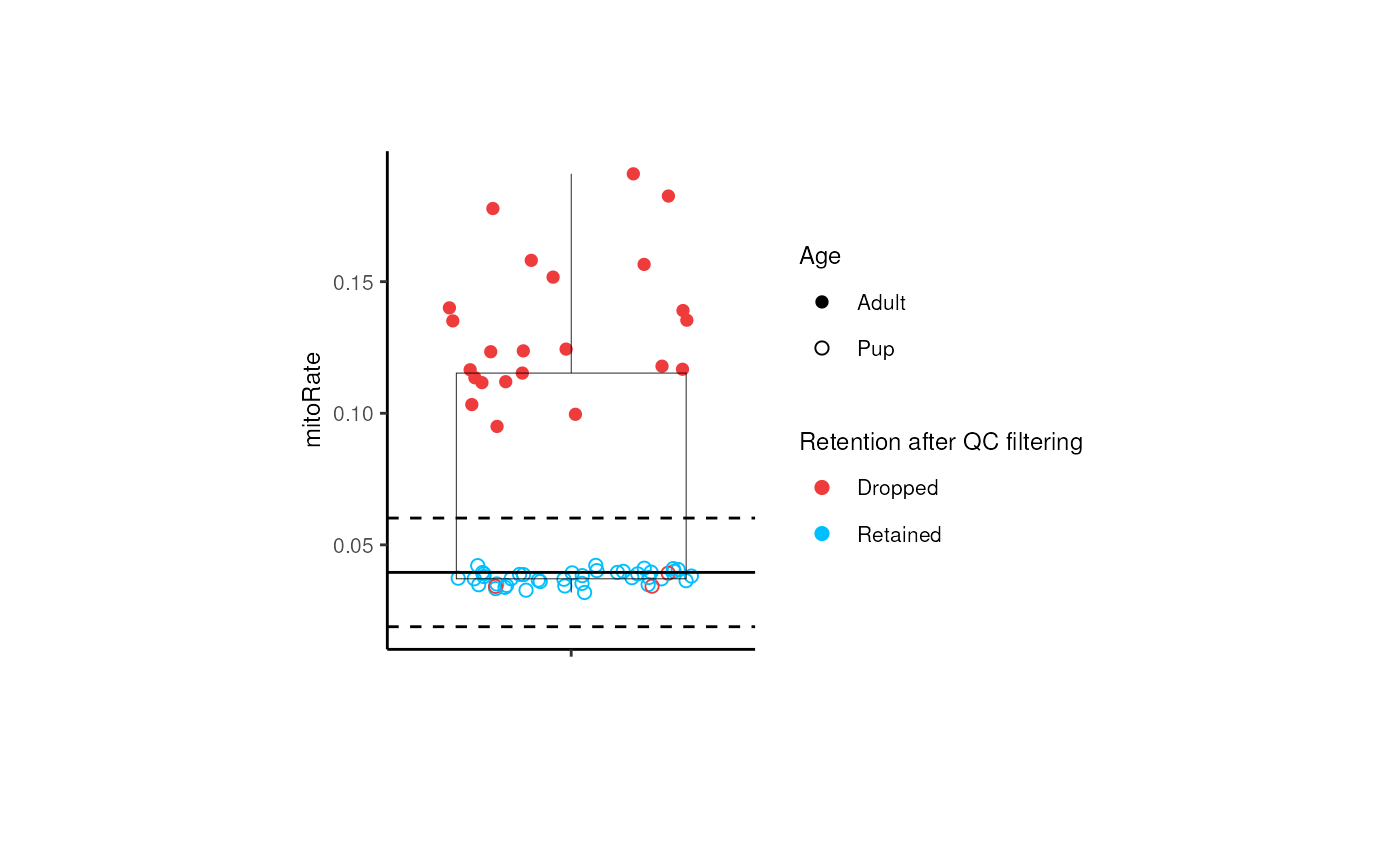 mitoRate
0.15
0.10
0.05
Age
Adult
Pup
Retention after QC filtering
Dropped
Retained